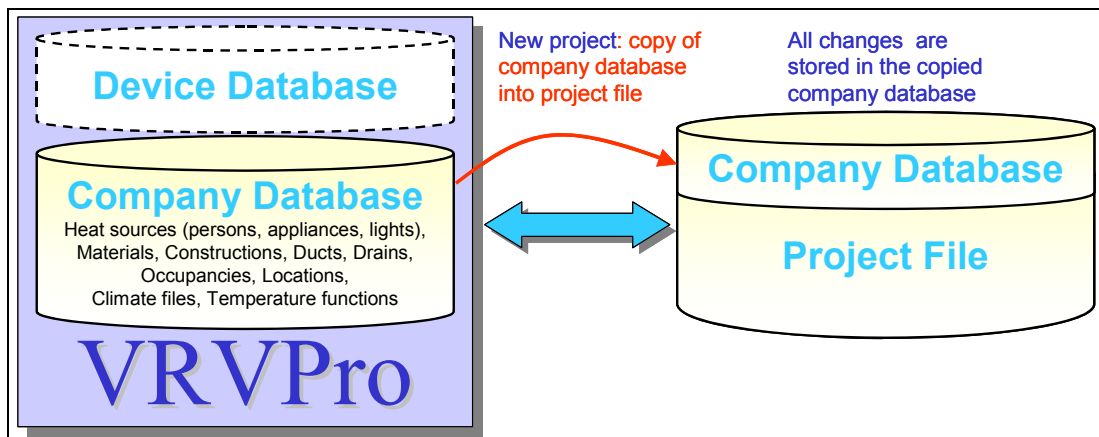 Device Database
Company Database
Heat sources (persons, appliances, lights),
Materials, Constructions, Ducts, Drains,
Occupancies, Locations,
Climate files, Temperature functions
VRVPro
New project: copy of
company database
into project file
All changes are
stored in the copied
company database
Company Database
Project File